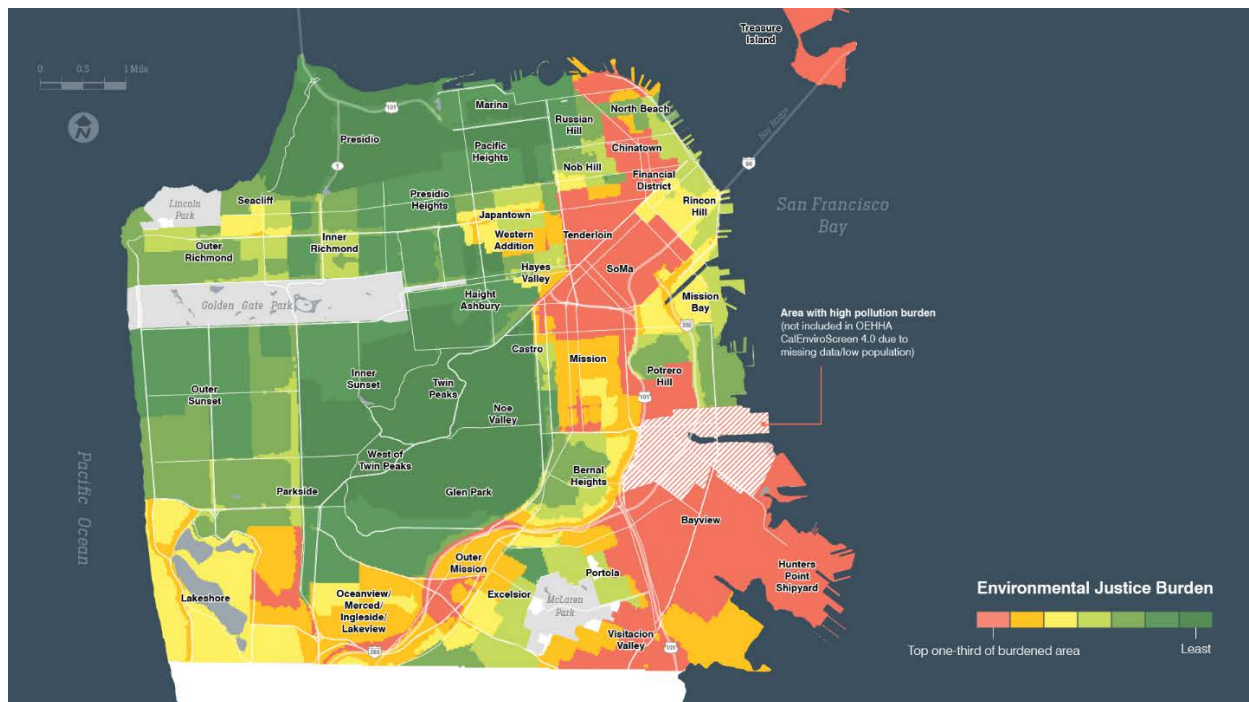 Treasure
Island
0 0.5 1 Mile
N
101
Marina
North Beach
Russian
Hill
Presidio
Pacific
Heights
Chinatown
Bay Bridge
1
Nob Hill
80
Financial
District
Lincoln
Park
Seacliff
Presidio
Heights
Rincon
Hill
San Francisco
Bay
Japantown
Western
Addition
Tenderloin
Outer
Richmond
Inner
Richmond
Hayes
Valley
SoMa
Golden Gate Park
Haight
Ashbury
Mission
Bay
280
Area with high pollution burden
(not included in OEHHA
CalEnviroScreen 4.0 due to
missing data/low population)
Castro
Mission
Inner
Sunset
Potrero
Hill
Outer
Sunset
Twin
Peaks
101
Noe
Valley
West of
Twin Peaks
Bernal
Heights
Pacific Ocean
Parkside
Glen Park
Bayview
Outer
Mission
Hunters
Point
Shipyard
Portola
Environmental Justice Burden
Lakeshore
Oceanview/
Merced/
Ingleside/
Lakeview
Excelsior
McLaren
Park
Visitacion
Valley
280
101
Top one-third of burdened area
Least